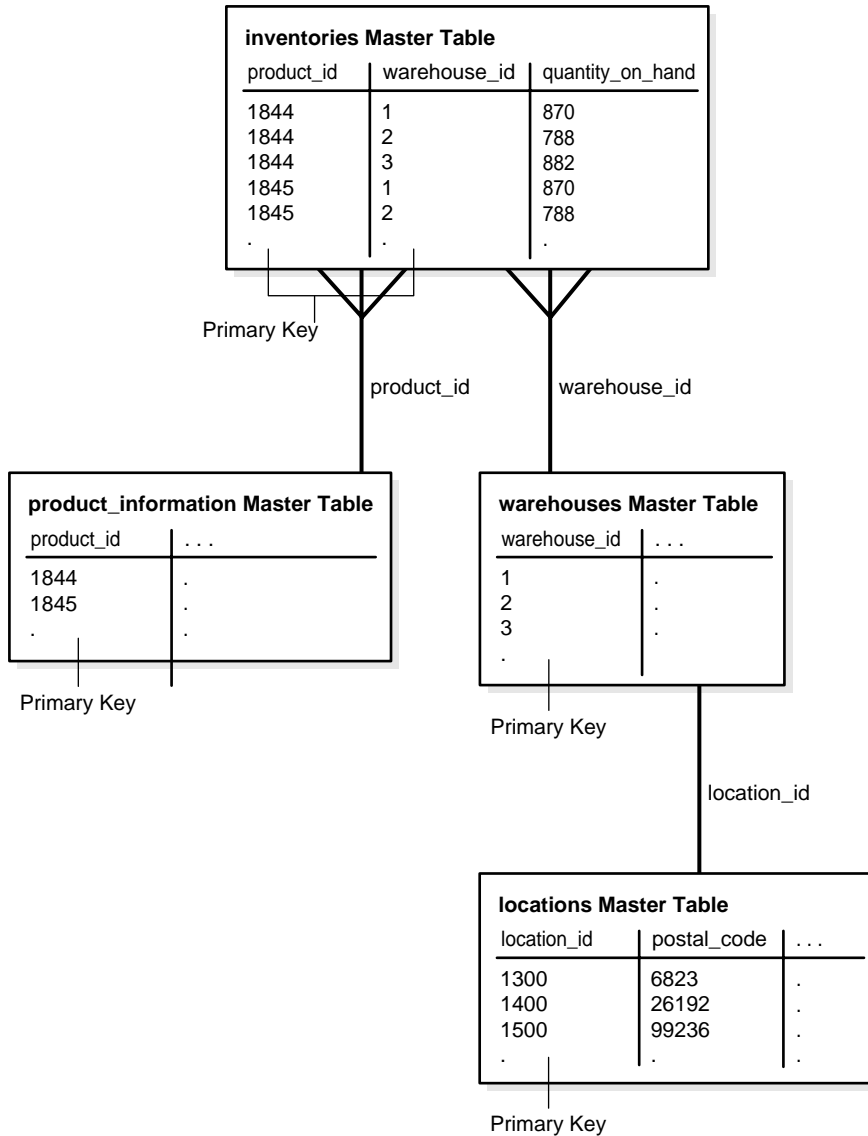 inventories Master Table
product_id warehouse_id quantity_on_hand
1844 1 870
1844 2 788
1844 3 882
1845 1 870
1845 2 788
. . .
Primary Key
product_id
warehouse_id
product_information Master Table
product_id . . .
1844 .
1845 .
. .
Primary Key
warehouses Master Table
warehouse_id . . .
1 .
2 .
3 .
.
Primary Key
location_id
locations Master Table
location_id postal_code . . .
1300 6823 .
1400 26192 .
1500 99236 .
. . .
Primary Key